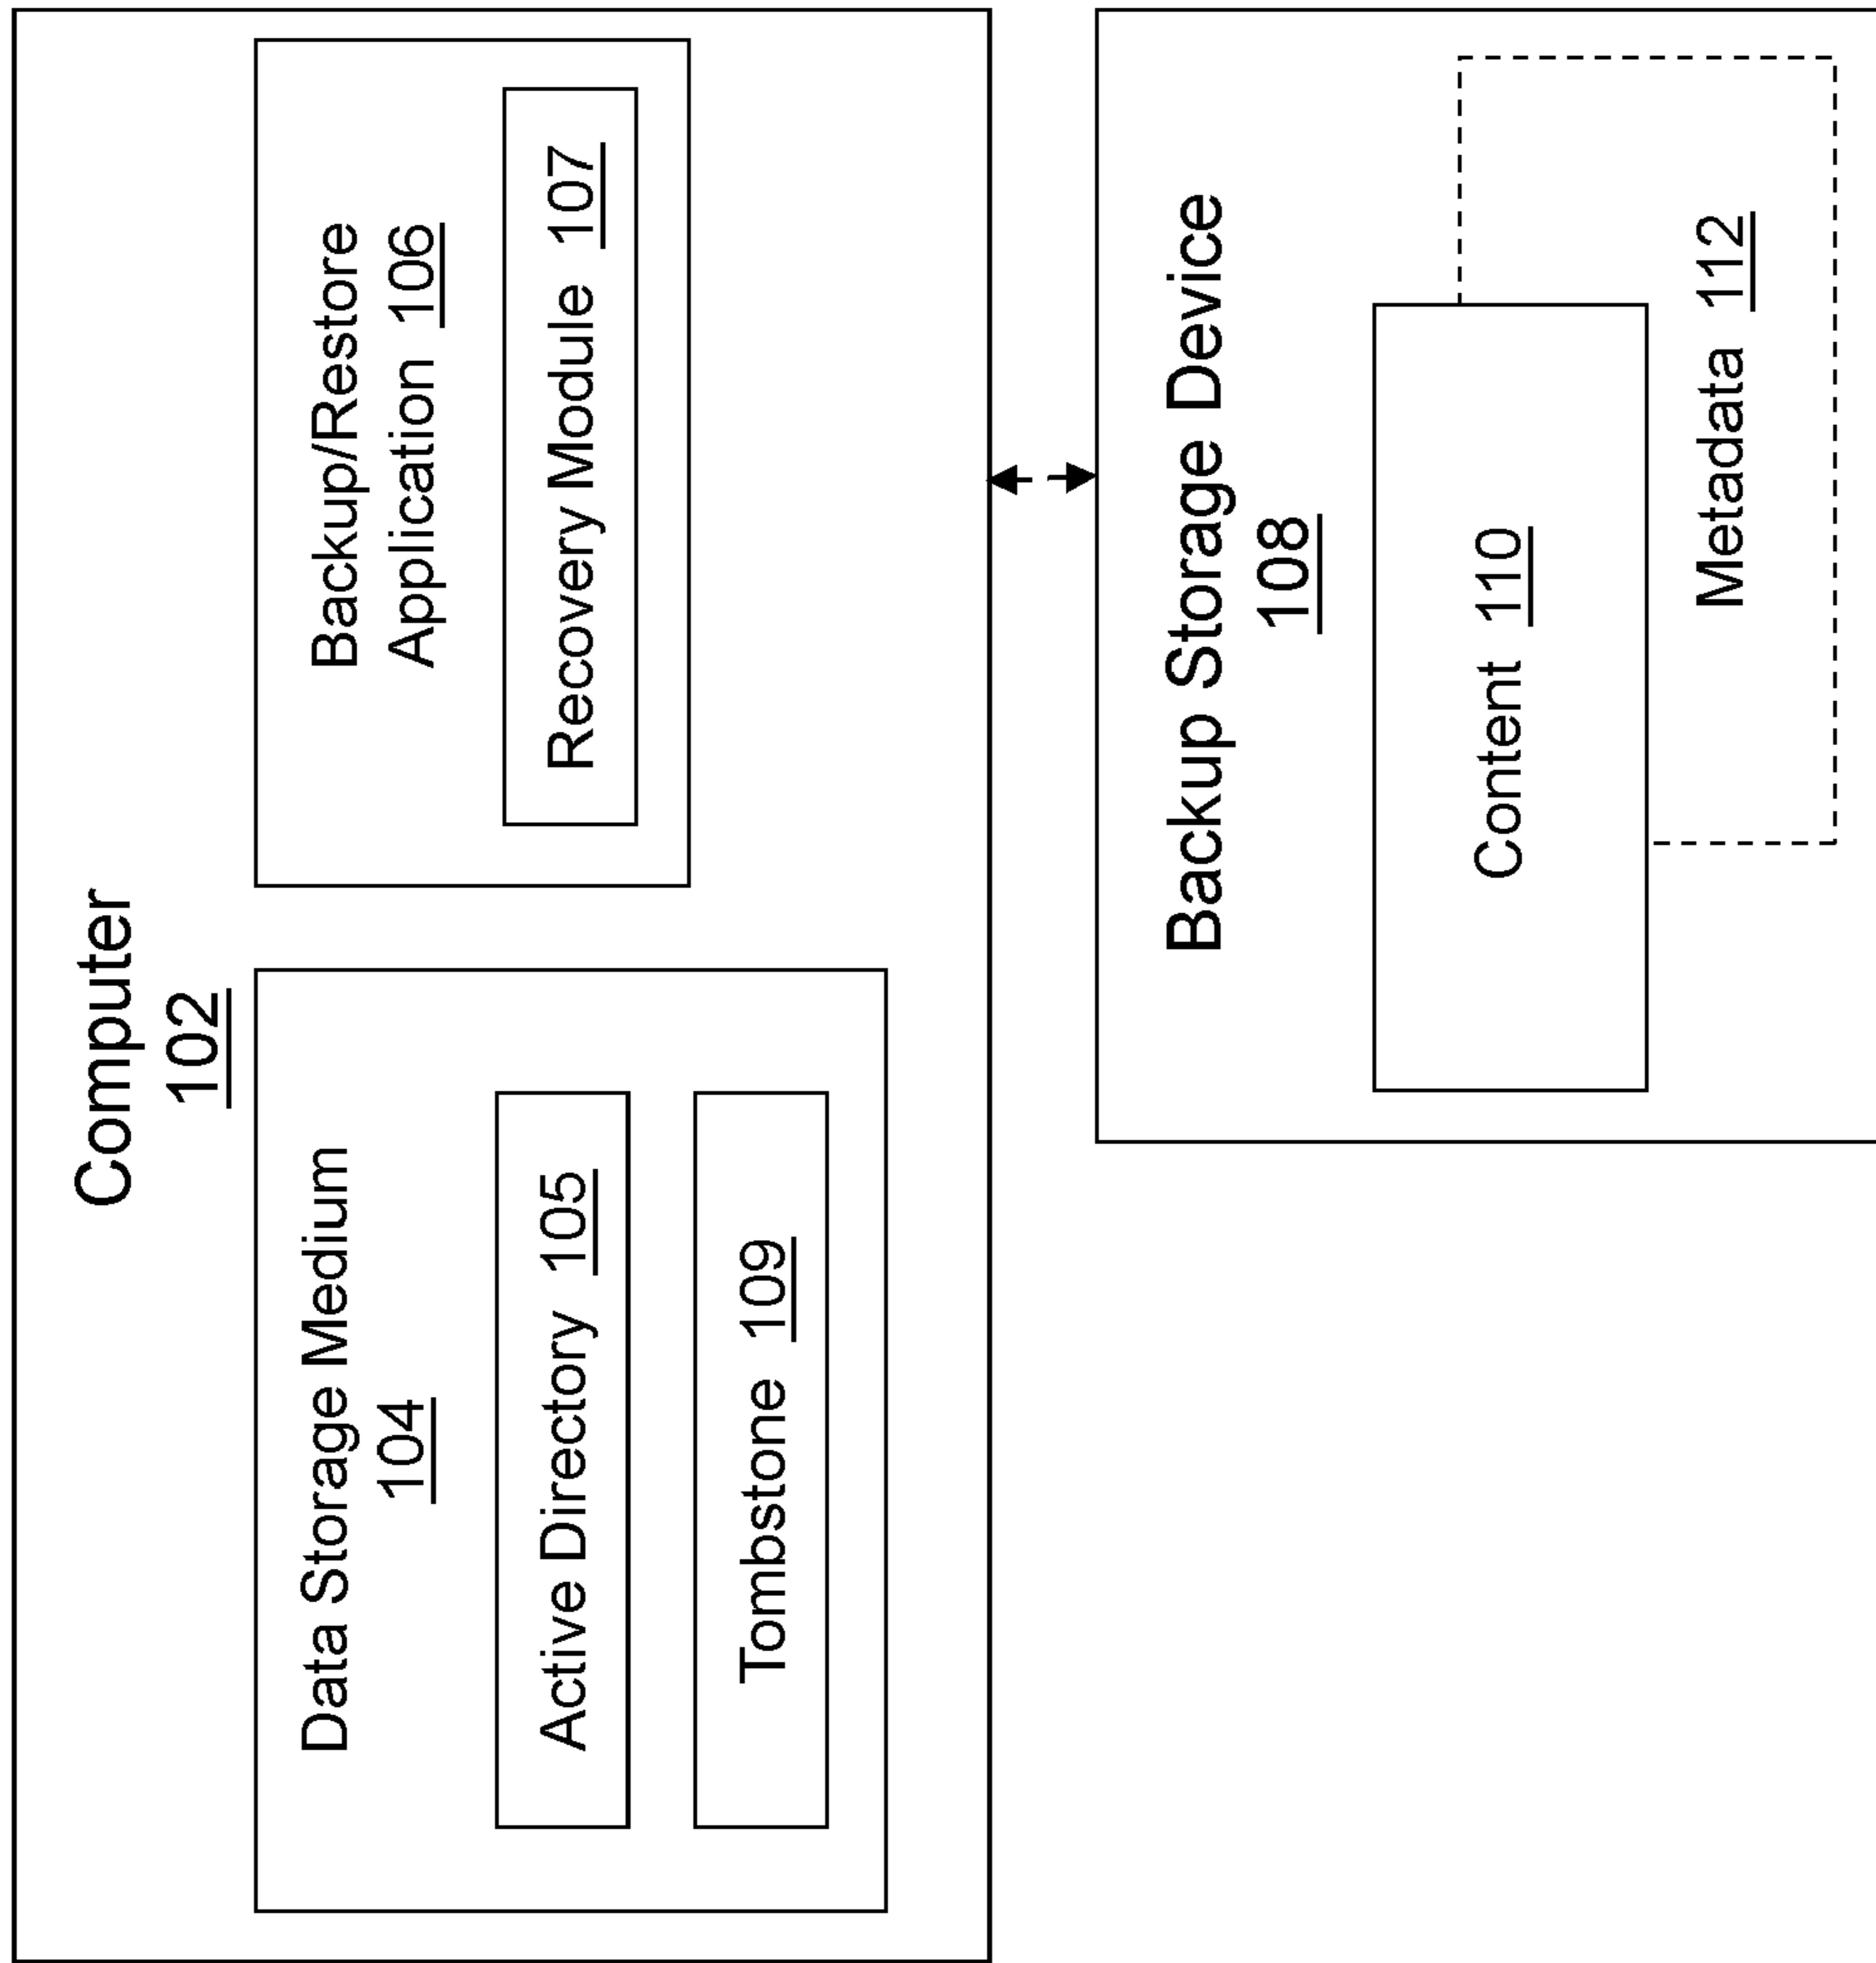 Computer
102
Data Storage Medium
104
Active Directory 105
Tombstone 109
Backup/Restore
Application 106
Recovery Module 107
Backup Storage Device
108
Content 110
Metadata 112